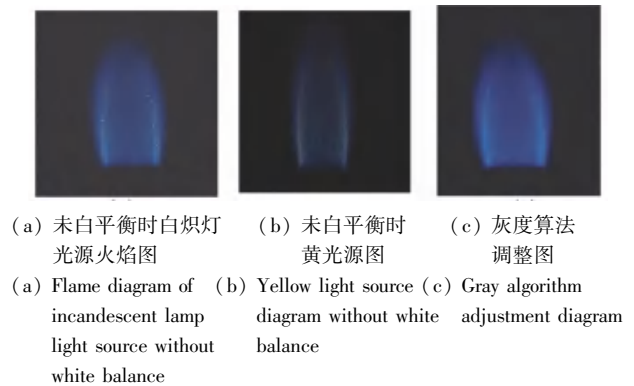 (a) 未白平衡时白炽灯 (b) 未白平衡时 (c) 灰度算法
光源火焰图 黄光源图 调整图
(a) Flame diagram of (b) Yellow light source (c) Gray algorithm
incandescent lamp diagram without white adjustment diagram
light source without balance
white balance